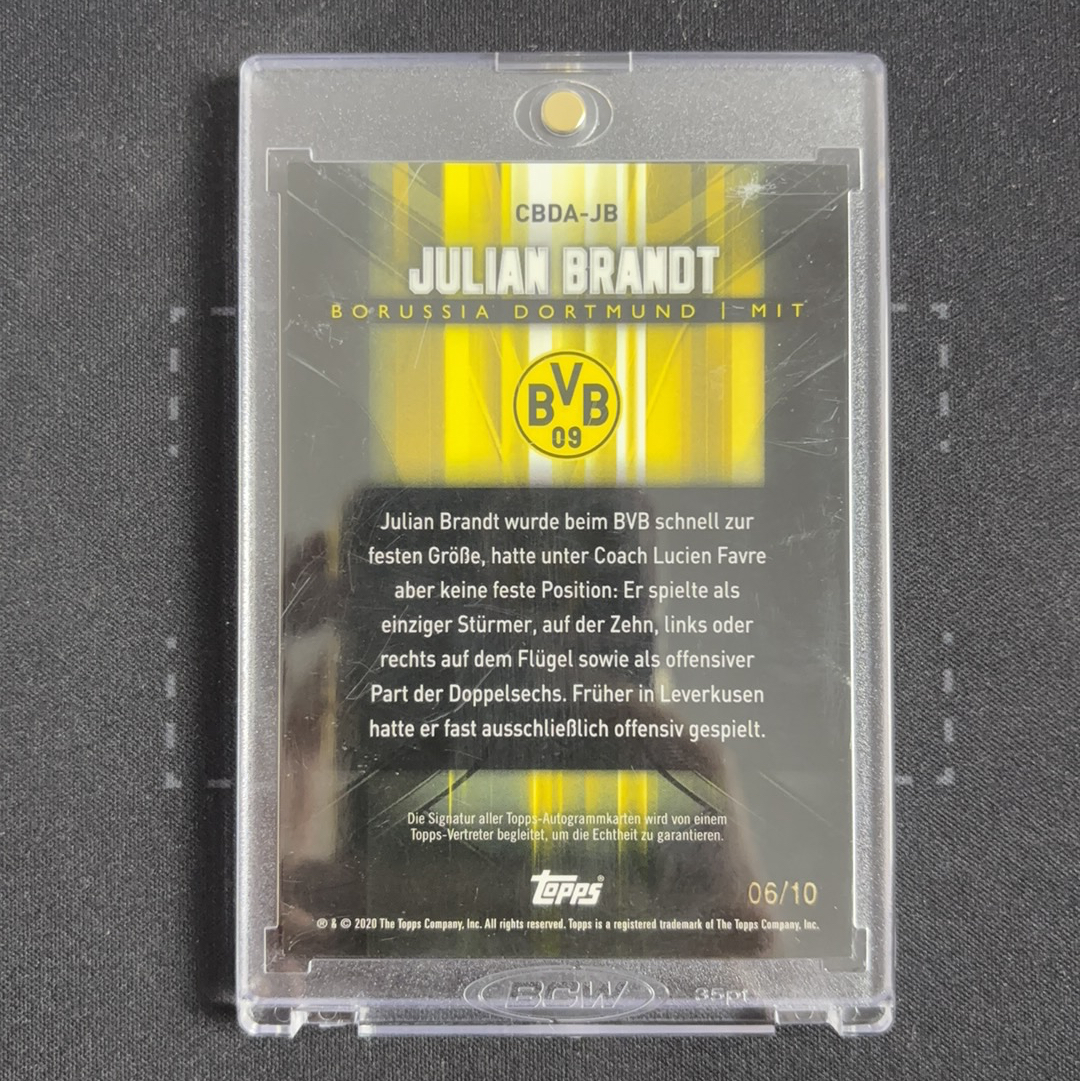 CBDA-JB
JULIAN BRANDT
BORUSSIA DORTMUND | MIT
BVB
09
Julian Brandt wurde beim BVB schnell zur
festen Größe, hatte unter Coach Lucien Favre
aber keine feste Position: Er spielte als
einziger Stürmer, auf der Zehn, links oder
rechts auf dem Flügel sowie als offensiver
Part der Doppelsechs. Früher in Leverkusen
hatte er fast ausschließlich offensiv gespielt.
Die Signatur aller Topps-Autogrammkarten wird von einem
Topps-Vertreter begleitet, um die Echtheit zu garantieren.
topps®
06/10
® & © 2020 The Topps Company, Inc. All rights reserved. Topps is a registered trademark of The Topps Company, Inc.
BCW 35pt